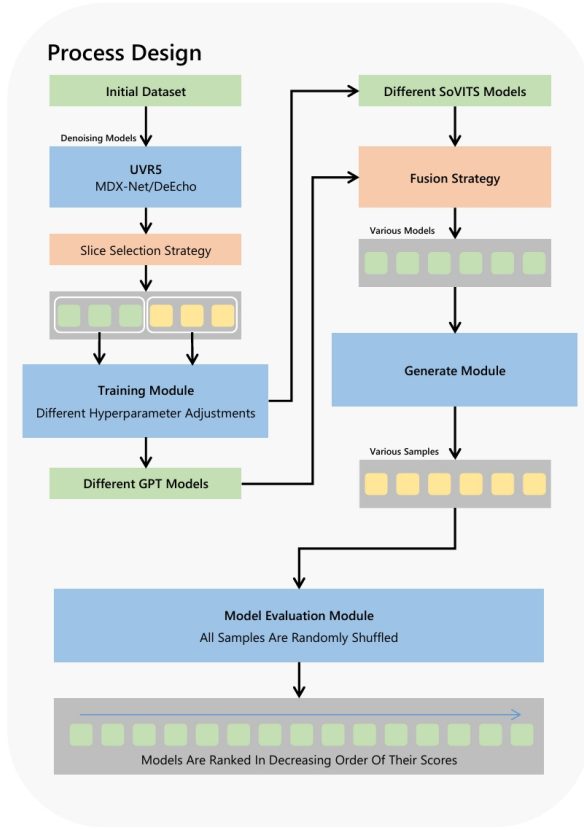 Process Design
Initial Dataset
Denoising Models
UVR5
MDX-Net/DeEcho
Slice Selection Strategy
Training Module
Different Hyperparameter Adjustments
Different GPT Models
Different SoVITS Models
Fusion Strategy
Various Models
Generate Module
Various Samples
Model Evaluation Module
All Samples Are Randomly Shuffled
Models Are Ranked In Decreasing Order Of Their Scores